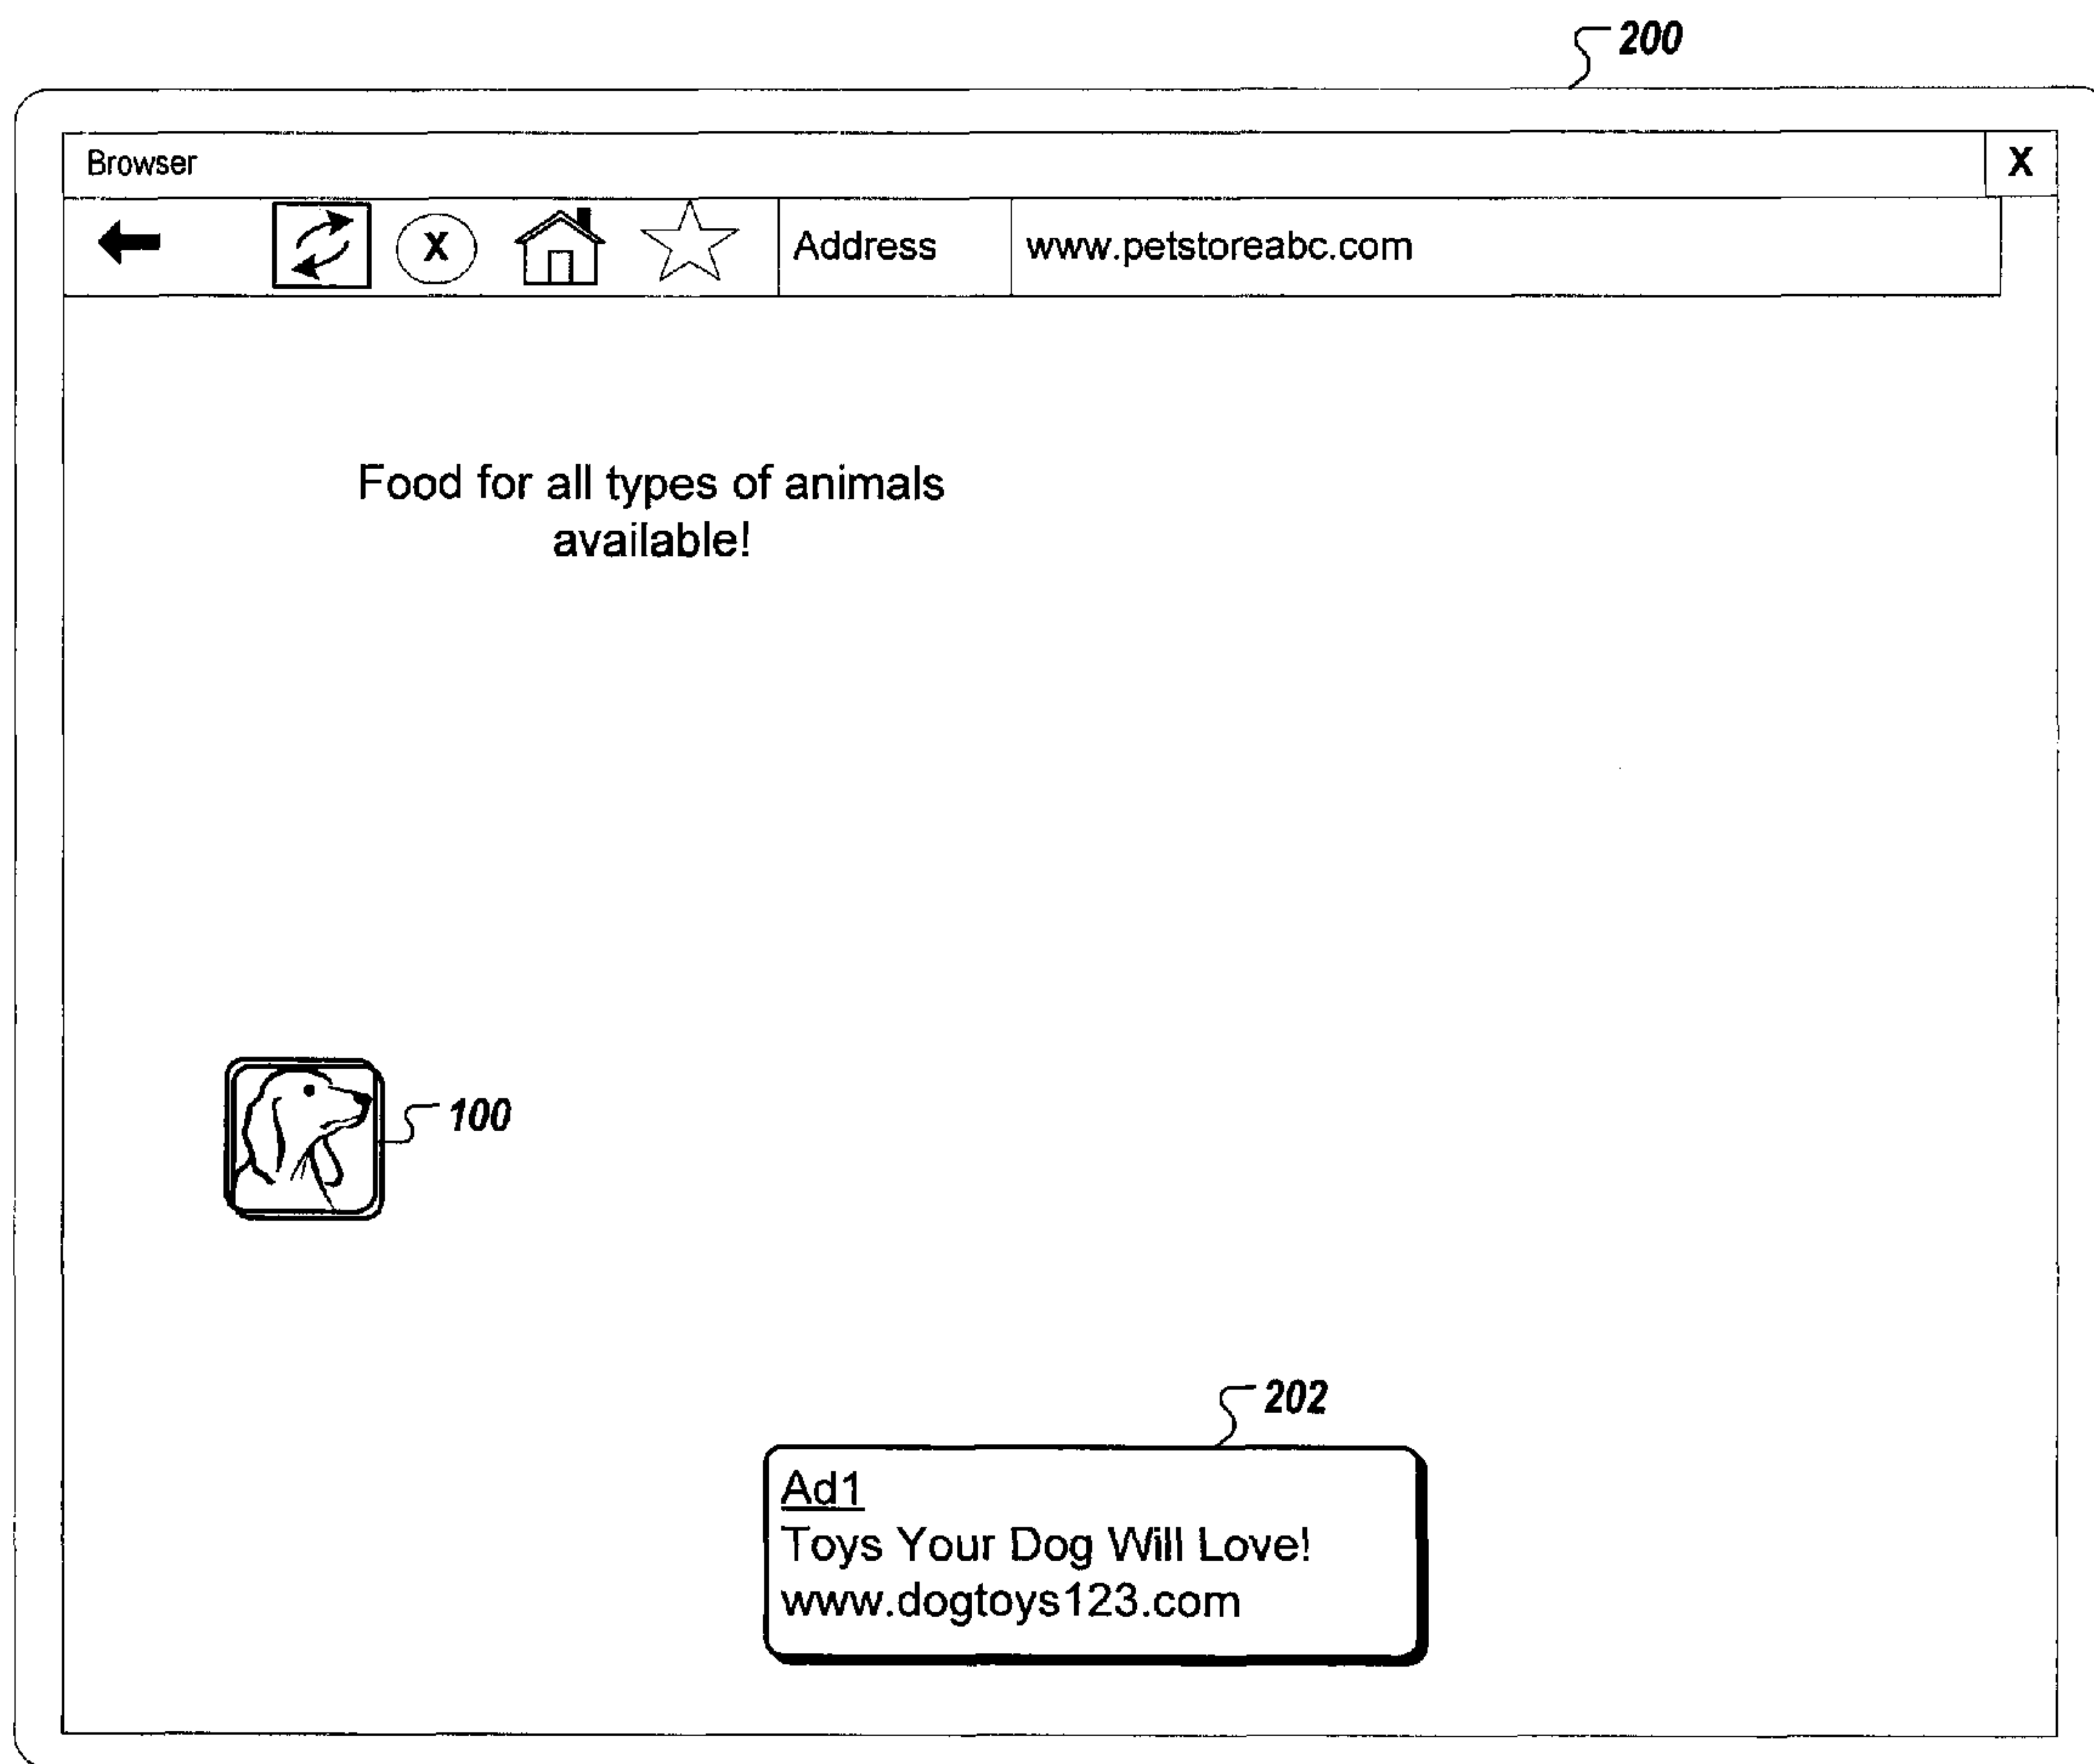 200
Browser X
X Address www.petstoreabc.com
Food for all types of animals
available!
100
202
Ad1
Toys Your Dog Will Love!
www.dogtoys123.com